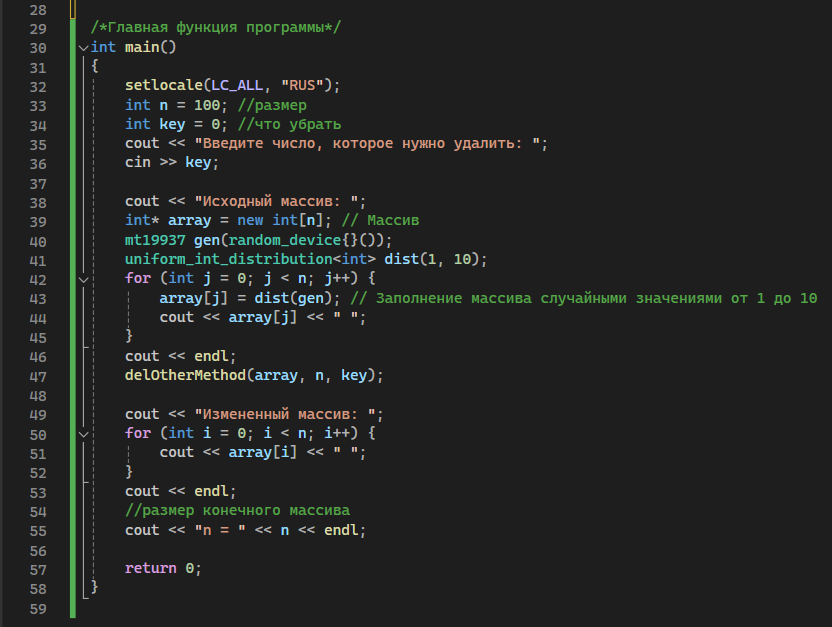 28
29 /*Главная функция программы*/
30 int main()
31 {
32 setlocale(LC_ALL, "RUS");
33 int n = 100; //размер
34 int key = 0; //что убрать
35 cout << "Введите число, которое нужно удалить: ";
36 cin >> key;
37
38 cout << "Исходный массив: ";
39 int* array = new int[n]; // Массив
40 mt19937 gen(random_device{}());
41 uniform_int_distribution<int> dist(1, 10);
42 for (int j = 0; j < n; j++) {
43 array[j] = dist(gen); // Заполнение массива случайными значениями от 1 до 10
44 cout << array[j] << " ";
45 }
46 cout << endl;
47 delOtherMethod(array, n, key);
48
49 cout << "Измененный массив: ";
50 for (int i = 0; i < n; i++) {
51 cout << array[i] << " ";
52 }
53 cout << endl;
54 //размер конечного массива
55 cout << "n = " << n << endl;
56
57 return 0;
58 }
59